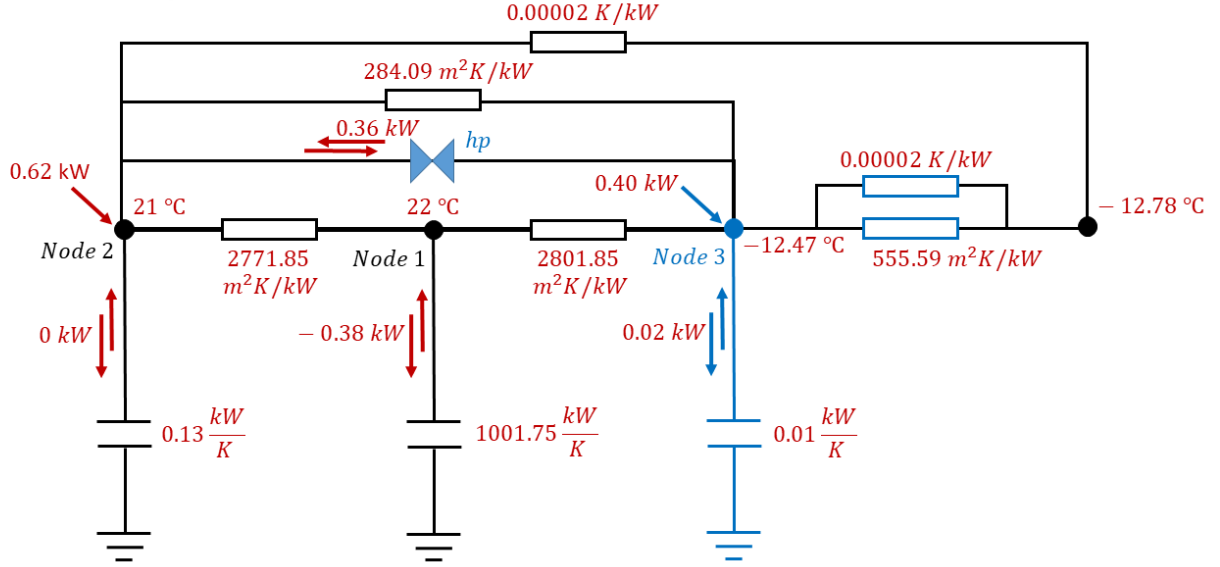 0.00002 K/kW
284.09 m²K/kW
0.36 kW
hp
0.62 kW
0.40 kW
0.00002 K/kW
21 °C
22 °C
− 12.78 °C
Node 2
2771.85
m²K/kW
Node 1
2801.85
m²K/kW
Node 3
−12.47 °C
555.59 m²K/kW
0 kW
− 0.38 kW
0.02 kW
0.13 kW/K
1001.75 kW/K
0.01 kW/K